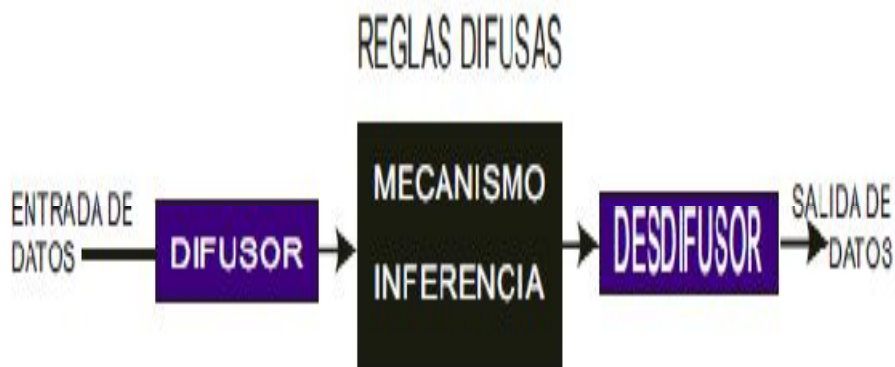 REGLAS DIFUSAS
ENTRADA DE
DATOS
DIFUSOR
MECANISMO
INFERENCIA
DESDIFUSOR
SALIDA DE
DATOS